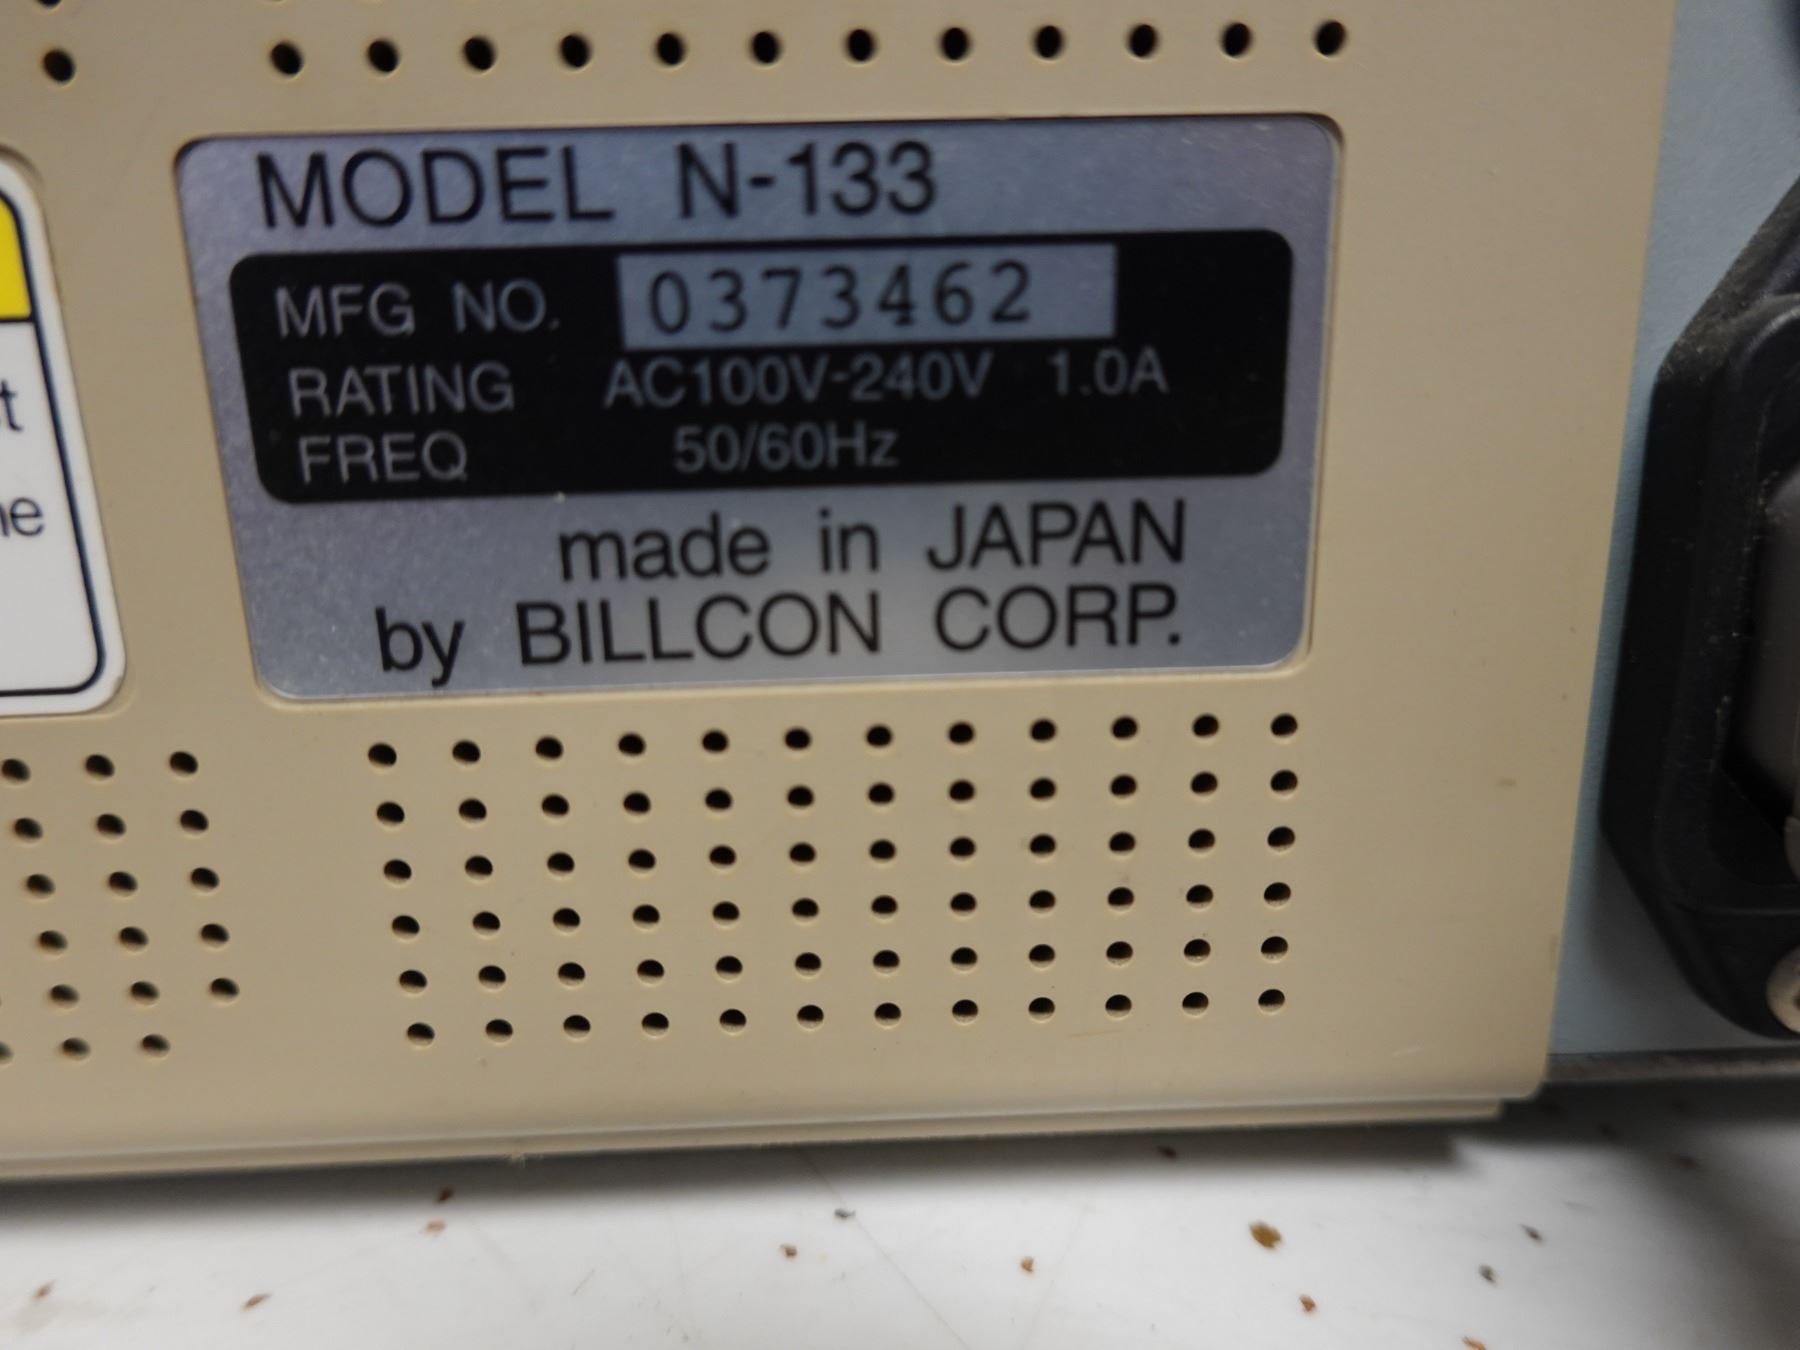 MODEL N-133
MFG NO. 0373462
RATING AC100V-240V 1.0A
FREQ 50/60Hz
made in JAPAN
by BILLCON CORP.